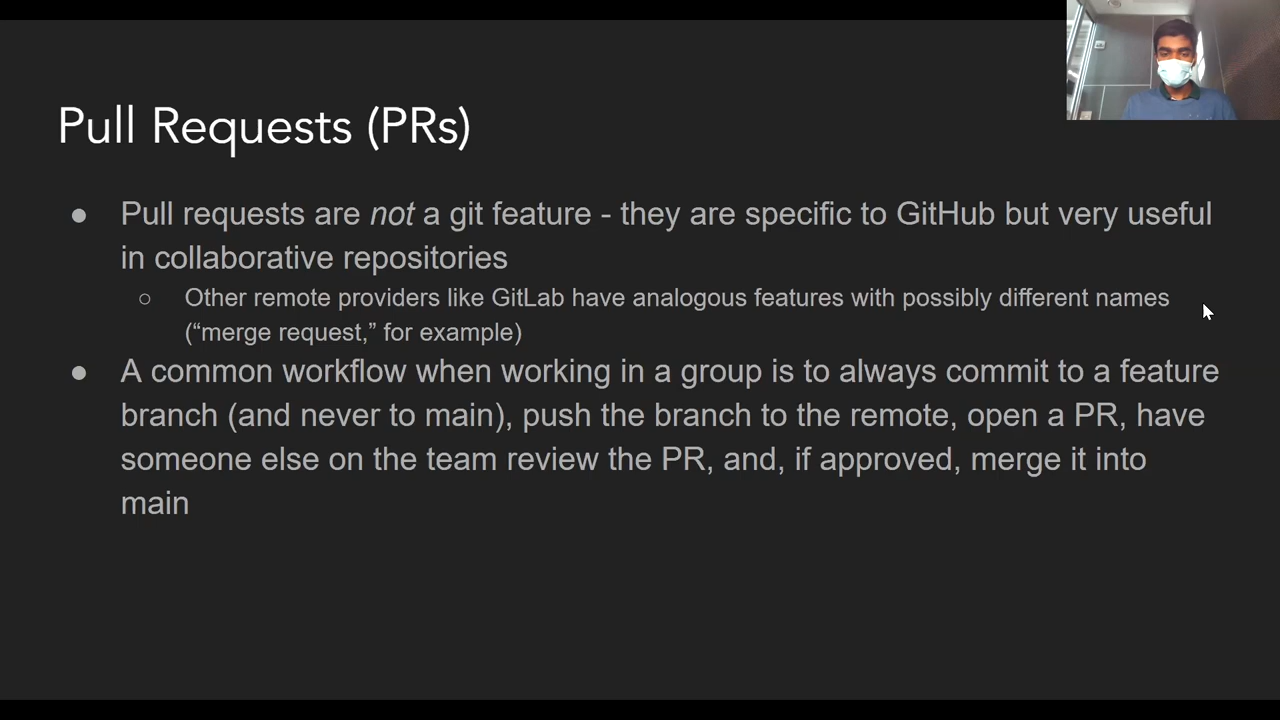 Pull Requests (PRs)
● Pull requests are not a git feature - they are specific to GitHub but very useful
in collaborative repositories
○ Other remote providers like GitLab have analogous features with possibly different names
(“merge request,” for example)
● A common workflow when working in a group is to always commit to a feature
branch (and never to main), push the branch to the remote, open a PR, have
someone else on the team review the PR, and, if approved, merge it into
main